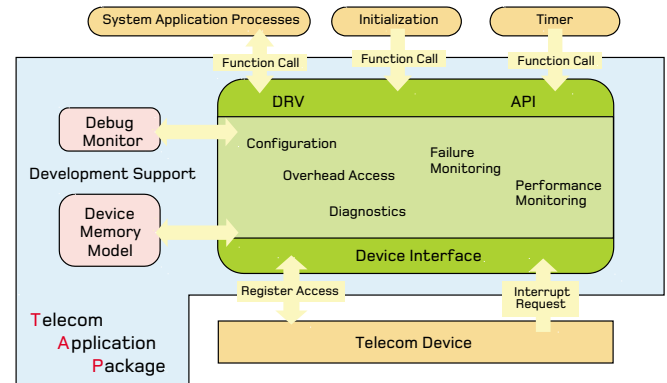 System Application Processes
Initialization
Timer
Function Call
Function Call
Function Call
DRV
API
Debug
Monitor
Configuration
Failure
Monitoring
Development Support
Overhead Access
Performance
Monitoring
Device
Memory
Model
Diagnostics
Device Interface
Register Access
Interrupt
Request
Telecom
Application
Package
Telecom Device